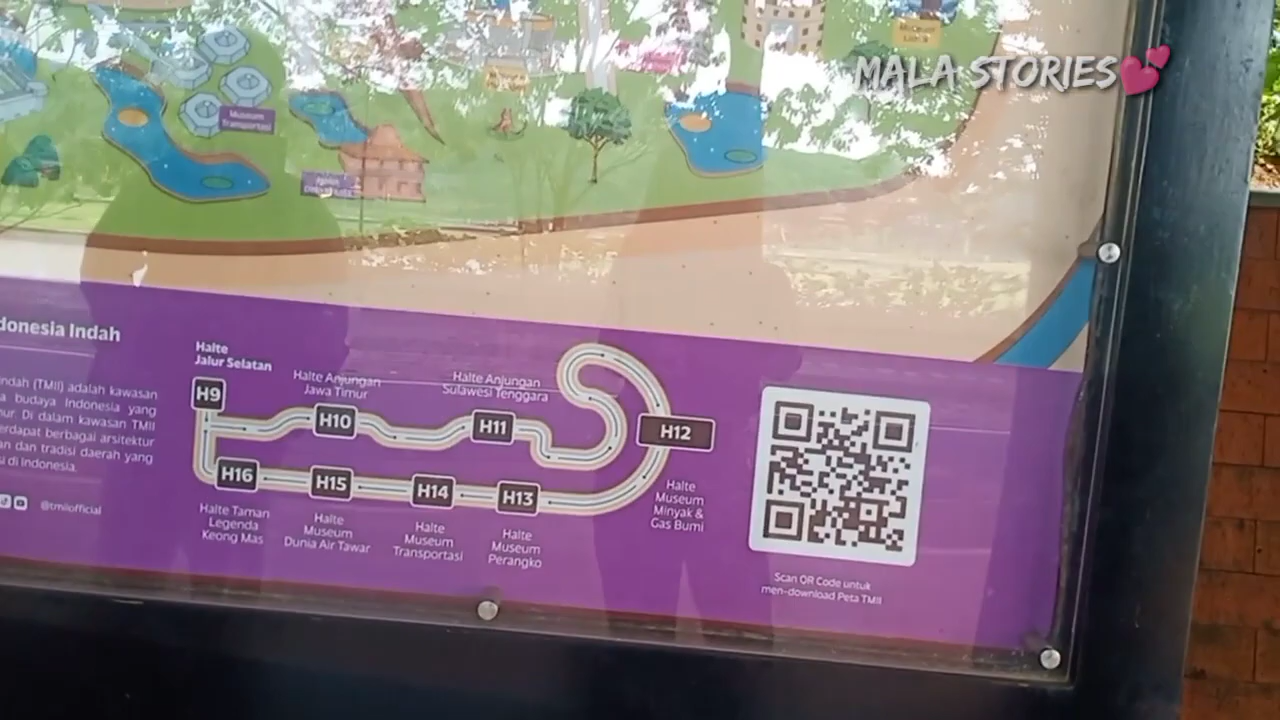 MALA STORIES
Museum
Transportasi
donesia Indah
ndah (TMII) adalah kawasan
a budaya Indonesia yang
nur. Di dalam kawasan TMII
erdapat berbagai arsitektur
an dan tradisi daerah yang
si di Indonesia.
@tmiiofficial
Halte
Jalur Selatan
H9
Halte Anjungan
Jawa Timur
H10
Halte Anjungan
Sulawesi Tenggara
H11
H12
Halte
Museum
Minyak &
Gas Bumi
H16
Halte Taman
Legenda
Keong Mas
H15
Halte
Museum
Dunia Air Tawar
H14
Halte
Museum
Transportasi
H13
Halte
Museum
Perangko
Scan QR Code untuk
men-download Peta TMII